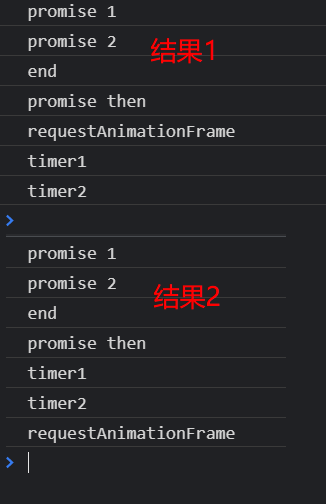 promise 1
promise 2
结果1
end
promise then
requestAnimationFrame
timer1
timer2
>
promise 1
promise 2
结果2
end
promise then
timer1
timer2
requestAnimationFrame
>